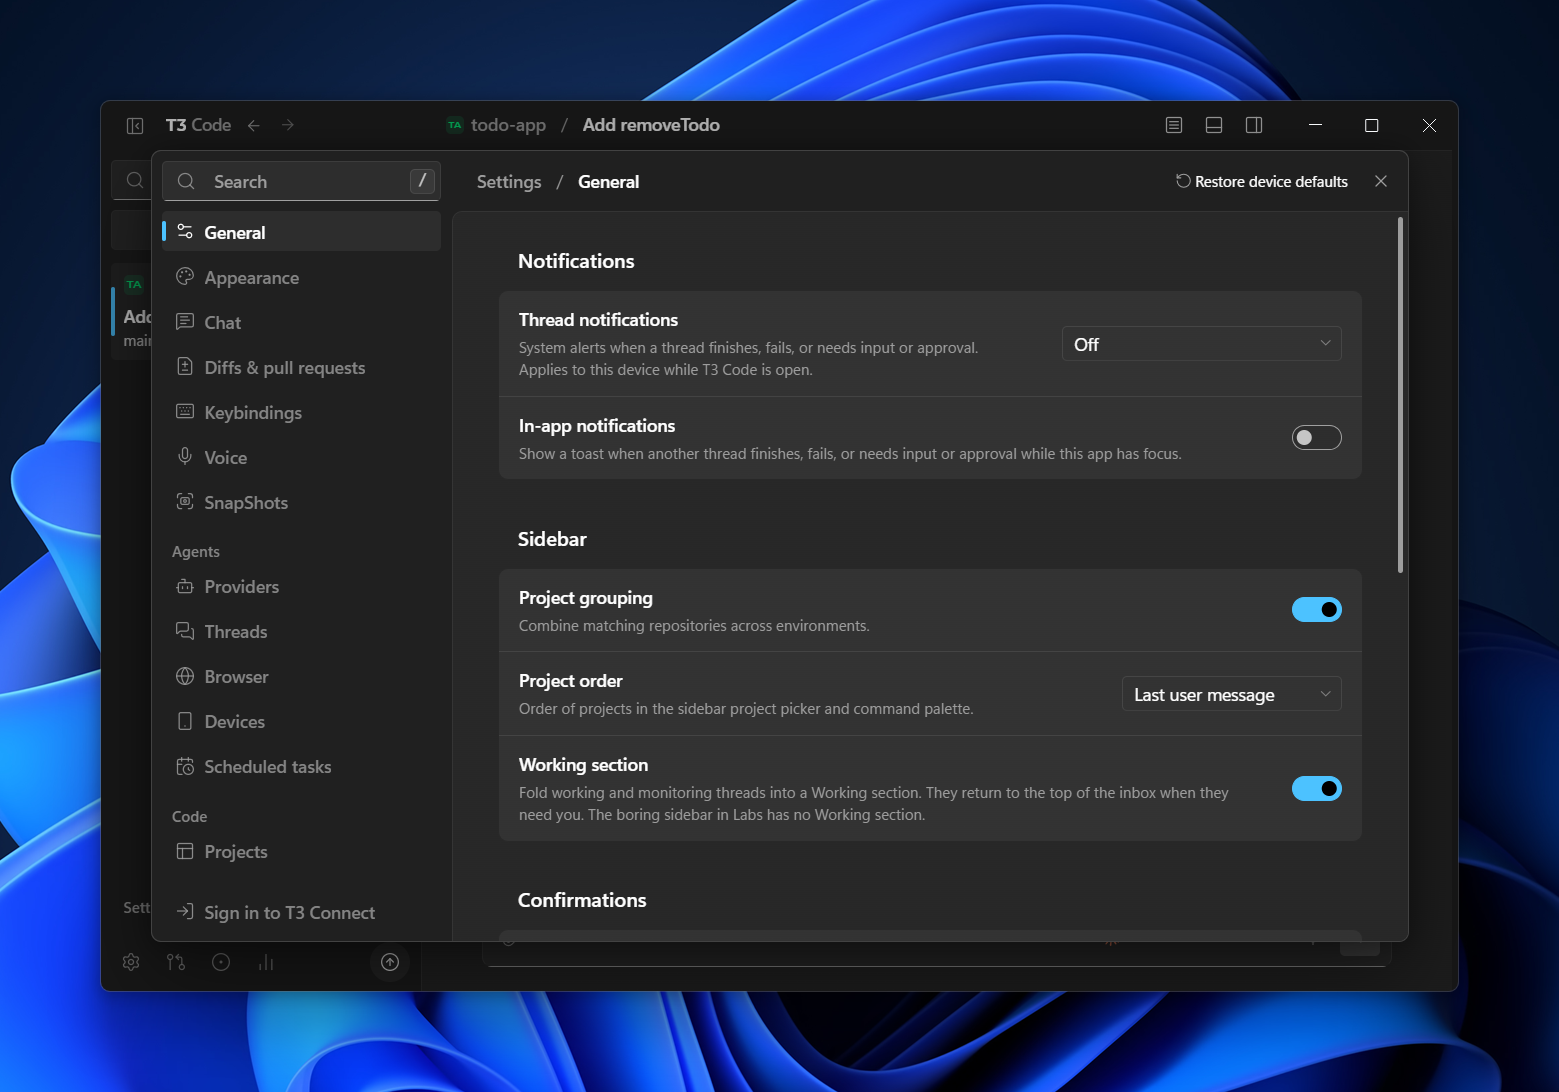 T3 Code
TA todo-app / Add removeTodo
Search /
Settings / General
Restore device defaults
General
Appearance
Chat
Diffs & pull requests
Keybindings
Voice
SnapShots
Agents
Providers
Threads
Browser
Devices
Scheduled tasks
Code
Projects
Sign in to T3 Connect
TA
Notifications
Thread notifications
System alerts when a thread finishes, fails, or needs input or approval.
Applies to this device while T3 Code is open.
Off
In-app notifications
Show a toast when another thread finishes, fails, or needs input or approval while this app has focus.
Sidebar
Project grouping
Combine matching repositories across environments.
Project order
Order of projects in the sidebar project picker and command palette.
Last user message
Working section
Fold working and monitoring threads into a Working section. They return to the top of the inbox when they
need you. The boring sidebar in Labs has no Working section.
Confirmations